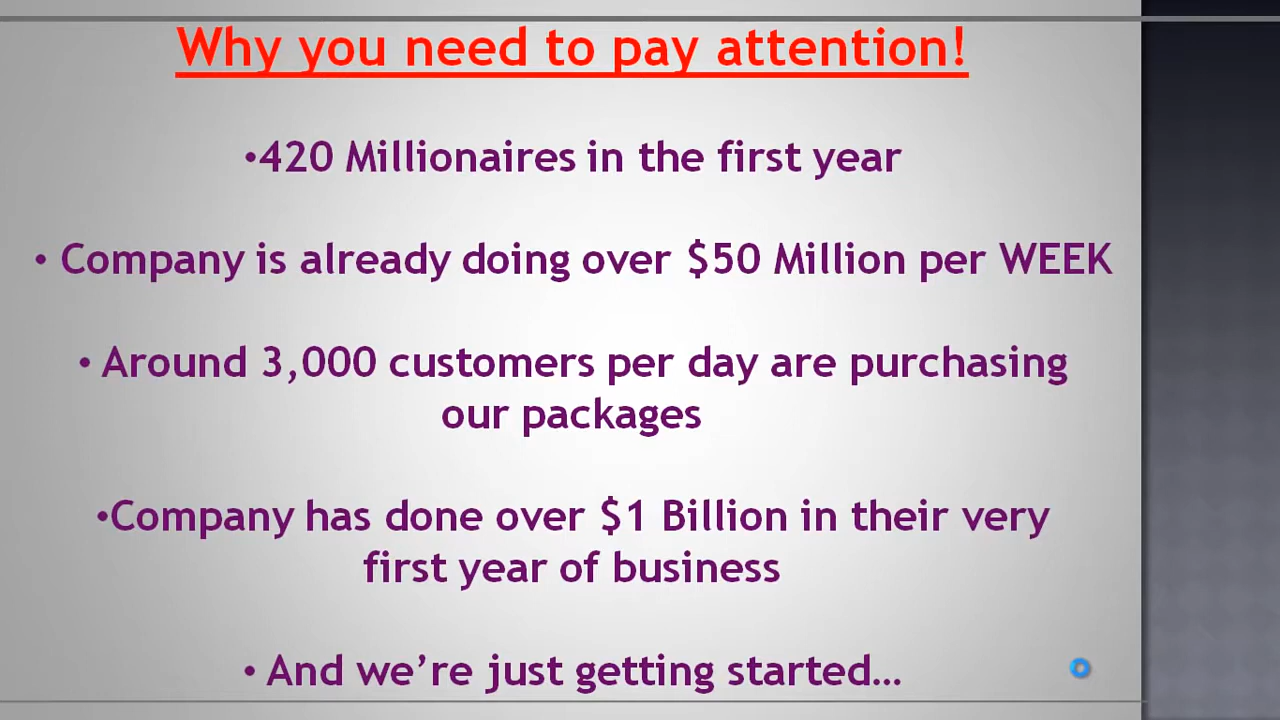 Why you need to pay attention!
•420 Millionaires in the first year
• Company is already doing over $50 Million per WEEK
• Around 3,000 customers per day are purchasing
our packages
•Company has done over $1 Billion in their very
first year of business
• And we’re just getting started…